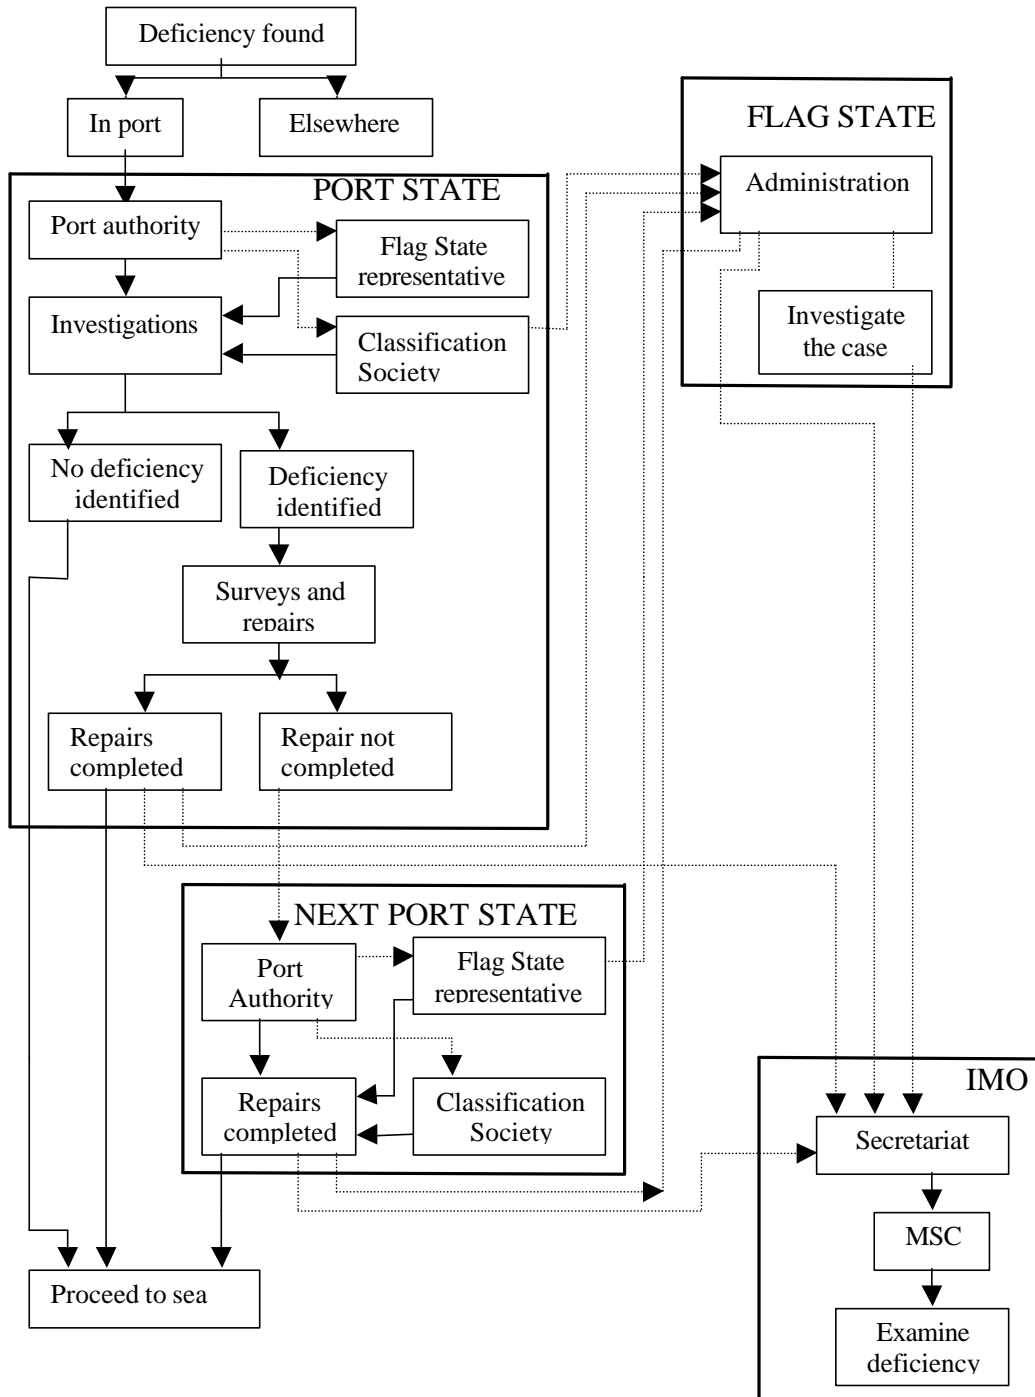 Deficiency found
In port
Elsewhere
FLAG STATE
Administration
Investigate
the case
PORT STATE
Port authority
Flag State
representative
Investigations
Classification
Society
No deficiency
identified
Deficiency
identified
Surveys and
repairs
Repairs
completed
Repair not
completed
NEXT PORT STATE
Port
Authority
Flag State
representative
Repairs
completed
Classification
Society
Proceed to sea
IMO
Secretariat
MSC
Examine
deficiency